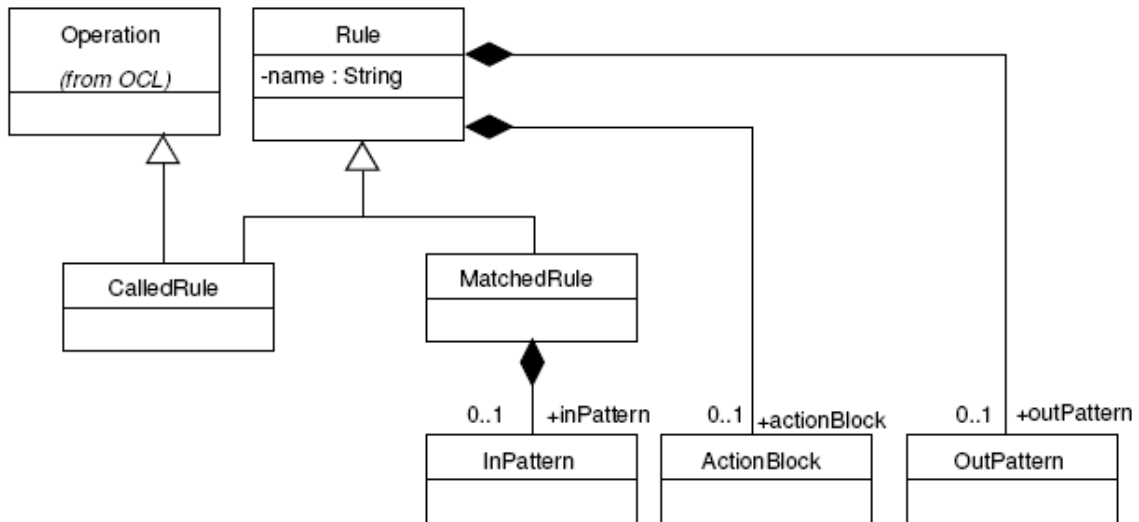 Operation
(from OCL)
Rule
-name : String
CalledRule
MatchedRule
0..1 +inPattern
0..1 +actionBlock
0..1 +outPattern
InPattern
ActionBlock
OutPattern